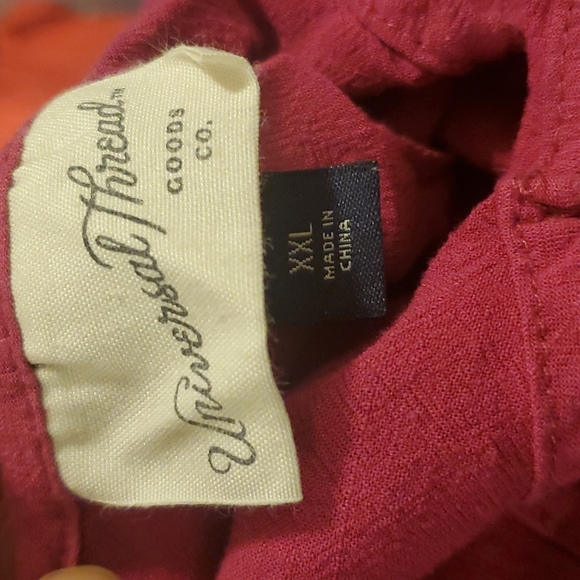 Universal Thread™
GOODS
CO.
XXL
MADE IN
CHINA